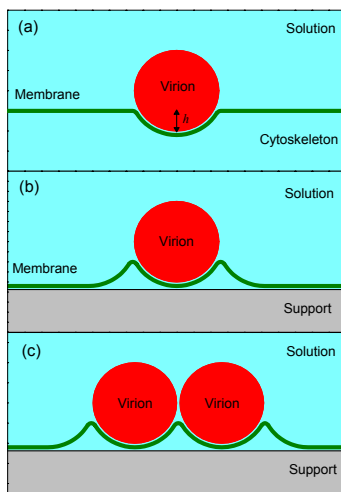 (a)
Solution
Virion
Membrane
h
Cytoskeleton
(b)
Solution
Virion
Membrane
Support
(c)
Solution
Virion Virion
Support